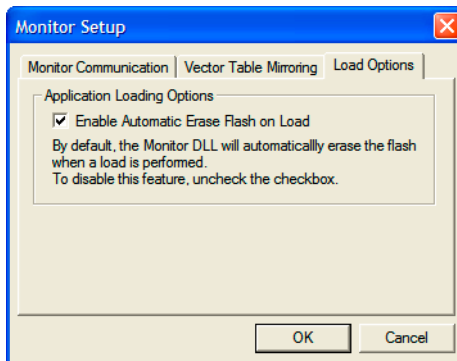 Monitor Setup
Monitor Communication
Vector Table Mirroring
Load Options
Application Loading Options
Enable Automatic Erase Flash on Load
By default, the Monitor DLL will automaticallly erase the flash
when a load is performed.
To disable this feature, uncheck the checkbox.
OK
Cancel